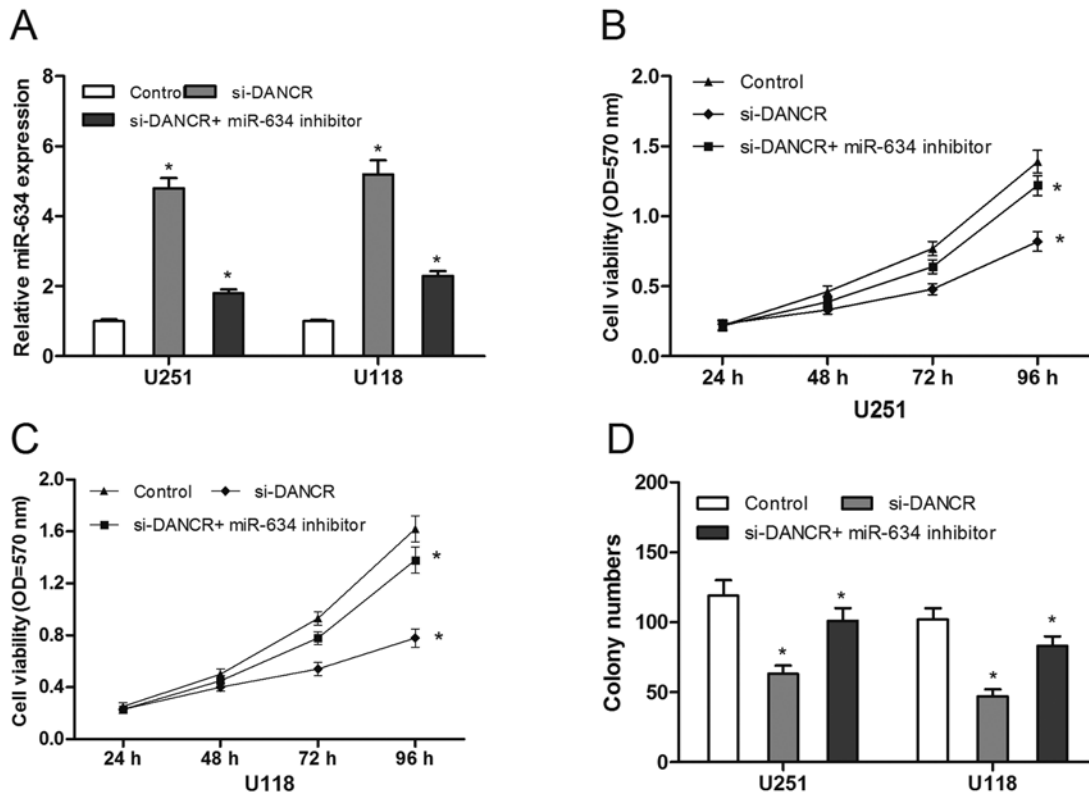 A
Relative miR-634 expression
8
6
4
2
0
Control si-DANCR
si-DANCR+ miR-634 inhibitor
* * * *
U251 U118
B
Cell viability (OD=570 nm)
2.0
1.5
1.0
0.5
0.0
Control
si-DANCR
si-DANCR+ miR-634 inhibitor
*
*
24 h 48 h 72 h 96 h
U251
C
Cell viability (OD=570 nm)
2.0
1.6
1.2
0.8
0.4
0.0
Control si-DANCR
si-DANCR+ miR-634 inhibitor
*
*
24 h 48 h 72 h 96 h
U118
D
Colony numbers
200
150
100
50
0
Control si-DANCR
si-DANCR+ miR-634 inhibitor
* * * *
U251 U118